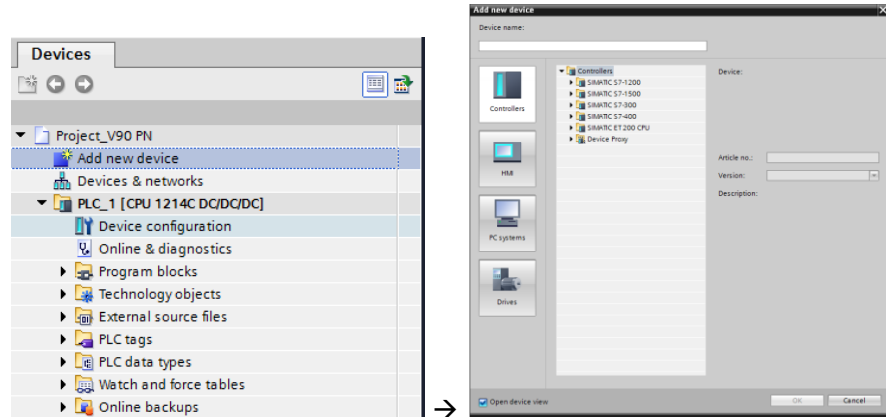 Devices
Project_V90 PN
Add new device
Devices & networks
PLC_1 [CPU 1214C DC/DC/DC]
Device configuration
Online & diagnostics
Program blocks
Technology objects
External source files
PLC tags
PLC data types
Watch and force tables
Online backups
→
Add new device
Device name:
Controllers
HMI
PC systems
Drives
Controllers
SIMATIC S7-1200
SIMATIC S7-1500
SIMATIC S7-300
SIMATIC S7-400
SIMATIC ET 200 CPU
Device Proxy
Device:
Article no.:
Version:
Description:
Open device view
OK
Cancel